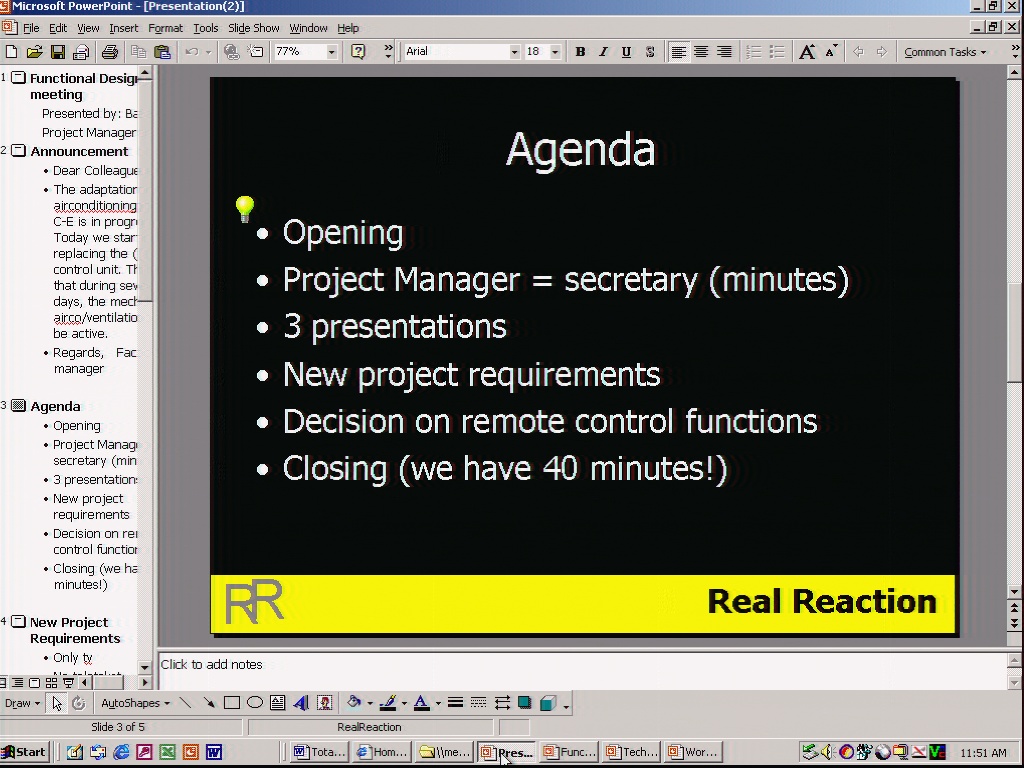 Microsoft PowerPoint - [Presentation(2)]
File Edit View Insert Format Tools Slide Show Window Help
77% Arial 18 B I U S A A Common Tasks
1 Functional Desig
meeting
Presented by: Ba
Project Manager
2 Announcement
• Dear Colleague
• The adaptation
airconditioning
C-E is in progr
Today we star
replacing the (
control unit. Th
that during sev
days, the mech
airco/ventilatio
be active.
• Regards, Fac
manager
3 Agenda
• Opening
• Project Manag
secretary (min
• 3 presentations
• New project
requirements
• Decision on rem
control function
• Closing (we ha
minutes!)
4 New Project
Requirements
• Only ty
Agenda
• Opening
• Project Manager = secretary (minutes)
• 3 presentations
• New project requirements
• Decision on remote control functions
• Closing (we have 40 minutes!)
RR
Real Reaction
Click to add notes
Draw AutoShapes
Slide 3 of 5 RealReaction
Start Tota... Hom... \\me... Pres... Func... Tech... Wor... 11:51 AM